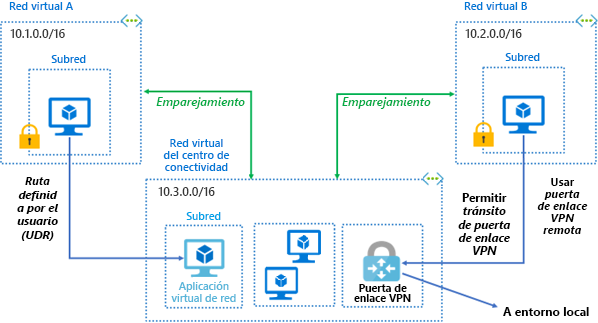 Red virtual A
10.1.0.0/16
Subred
Red virtual B
10.2.0.0/16
Subred
Emparejamiento
Emparejamiento
Red virtual
del centro de
conectividad
10.3.0.0/16
Subred
Aplicación
virtual de red
Puerta de
enlace VPN
Ruta
definid
a por el
usuario
(UDR)
Permitir
tránsito
de puerta
de enlace
VPN
Usar
puerta
de enlace
VPN
remota
A entorno local